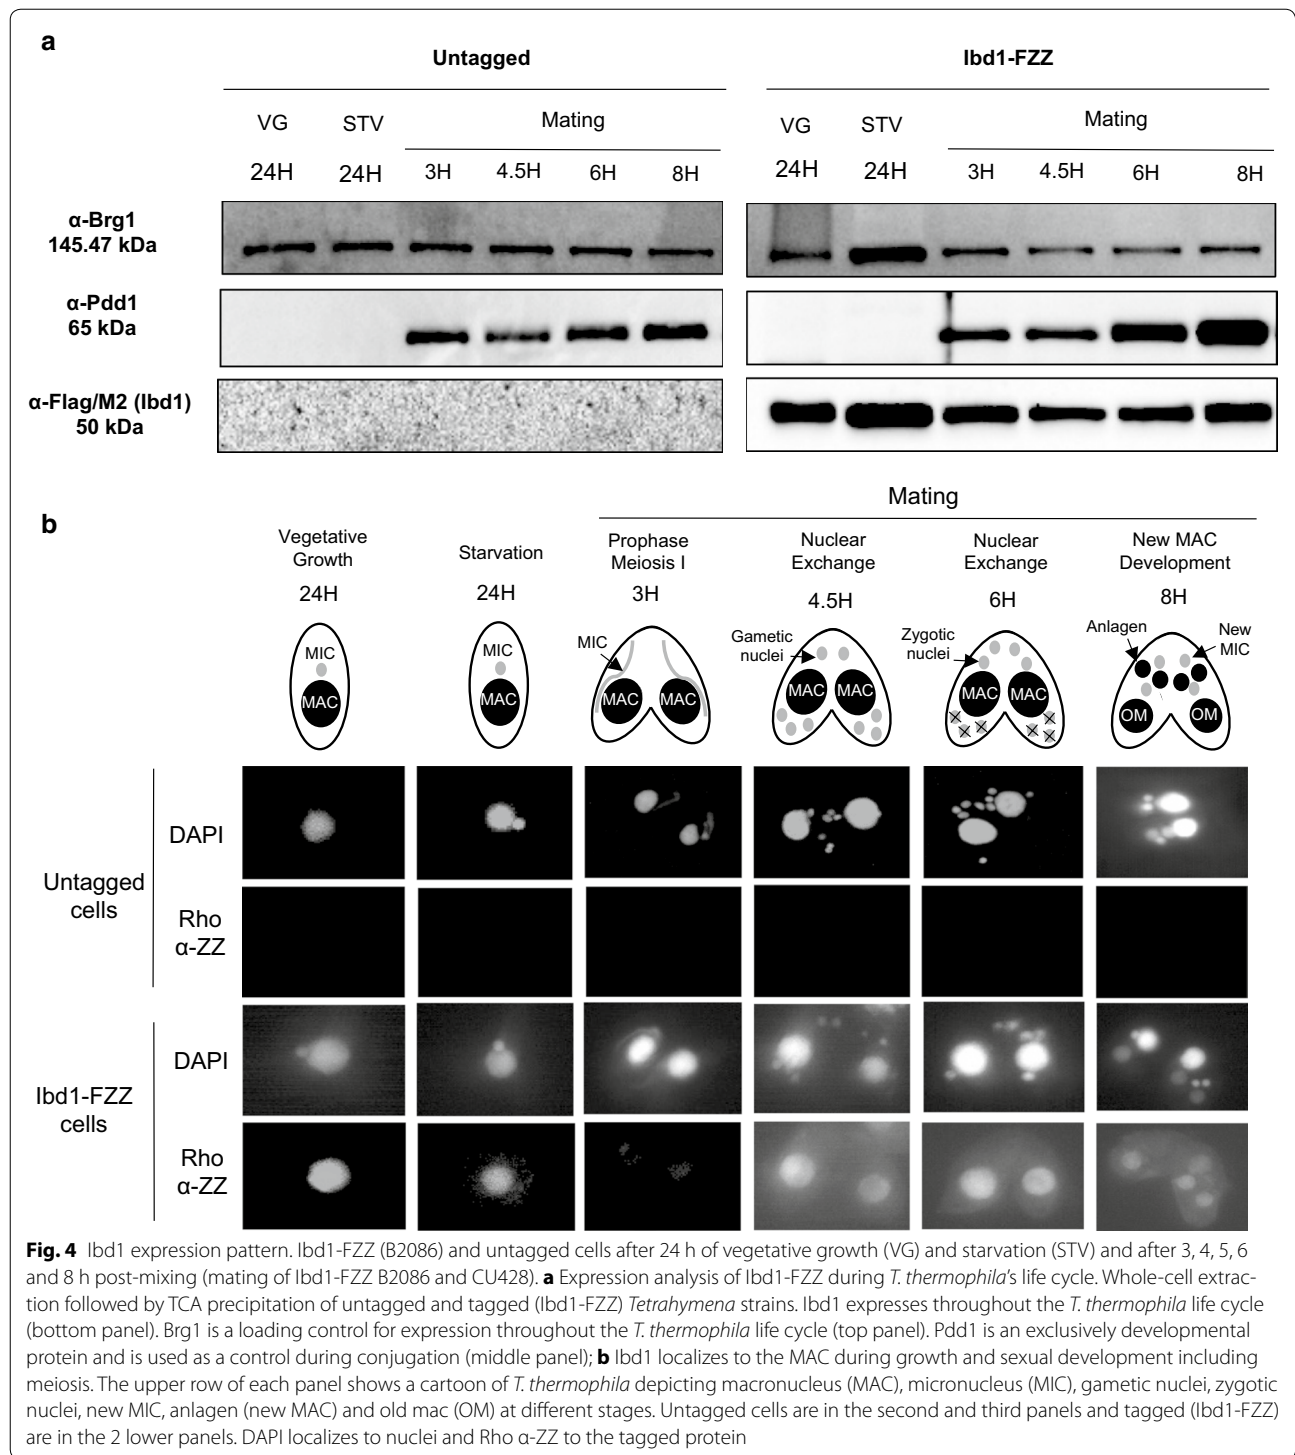 a
Untagged
Ibd1-FZZ
VG STV Mating
VG STV Mating
24H 24H 3H 4.5H 6H 8H
24H 24H 3H 4.5H 6H 8H
α-Brg1
145.47 kDa
α-Pdd1
65 kDa
α-Flag/M2 (Ibd1)
50 kDa
b
Mating
Vegetative
Growth
24H
Starvation
24H
Prophase
Meiosis I
3H
Nuclear
Exchange
4.5H
Nuclear
Exchange
6H
New MAC
Development
8H
MIC
MAC
MIC
MAC
MIC
MAC MAC
Gametic
nuclei
MAC MAC
Zygotic
nuclei
MAC MAC
Anlagen
New
MIC
OM OM
Untagged
cells
DAPI
Rho
α-ZZ
Ibd1-FZZ
cells
DAPI
Rho
α-ZZ
Fig. 4 Ibd1 expression pattern. Ibd1-FZZ (B2086) and untagged cells after 24 h of vegetative growth (VG) and starvation (STV) and after 3, 4, 5, 6
and 8 h post-mixing (mating of Ibd1-FZZ B2086 and CU428). a Expression analysis of Ibd1-FZZ during T. thermophila's life cycle. Whole-cell extrac-
tion followed by TCA precipitation of untagged and tagged (Ibd1-FZZ) Tetrahymena strains. Ibd1 expresses throughout the T. thermophila life cycle
(bottom panel). Brg1 is a loading control for expression throughout the T. thermophila life cycle (top panel). Pdd1 is an exclusively developmental
protein and is used as a control during conjugation (middle panel); b Ibd1 localizes to the MAC during growth and sexual development including
meiosis. The upper row of each panel shows a cartoon of T. thermophila depicting macronucleus (MAC), micronucleus (MIC), gametic nuclei, zygotic
nuclei, new MIC, anlagen (new MAC) and old mac (OM) at different stages. Untagged cells are in the second and third panels and tagged (Ibd1-FZZ)
are in the 2 lower panels. DAPI localizes to nuclei and Rho α-ZZ to the tagged protein